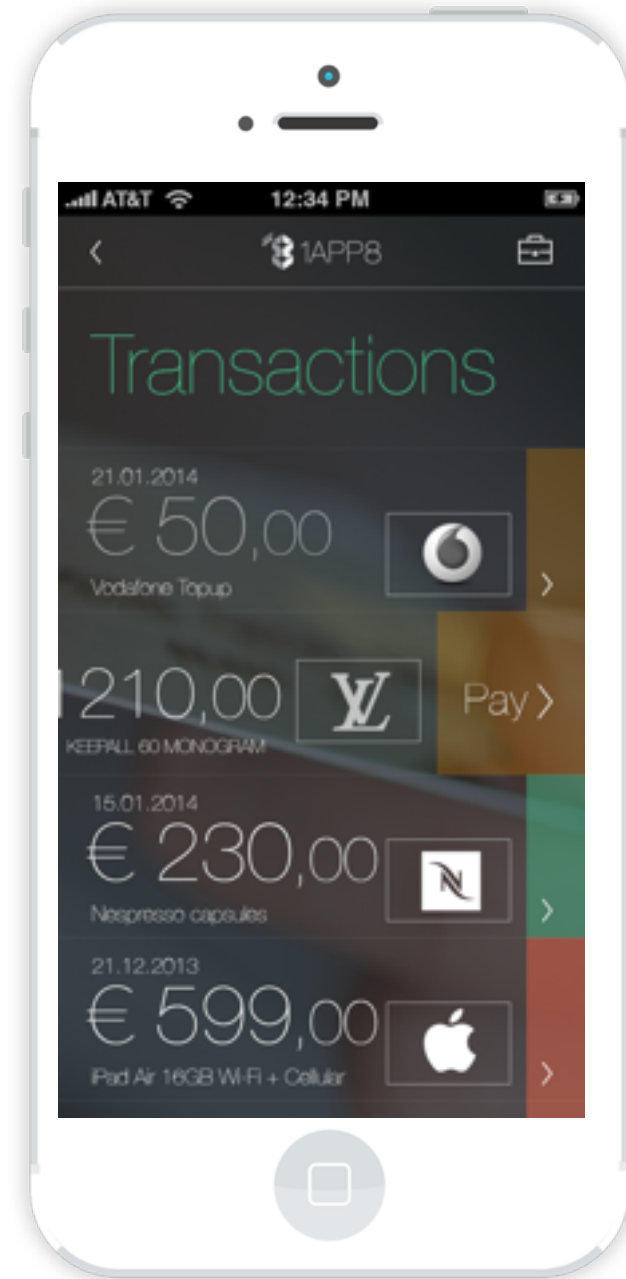 AT&T 12:34 PM
1APP8
Transactions
21.01.2014
€ 50,00
Vodafone Topup
1210,00 Pay
KEEPALL 60 MONOGRAM
15.01.2014
€ 230,00
Nespresso capsules
21.12.2013
€ 599,00
iPad Air 16GB Wi-Fi + Cellular